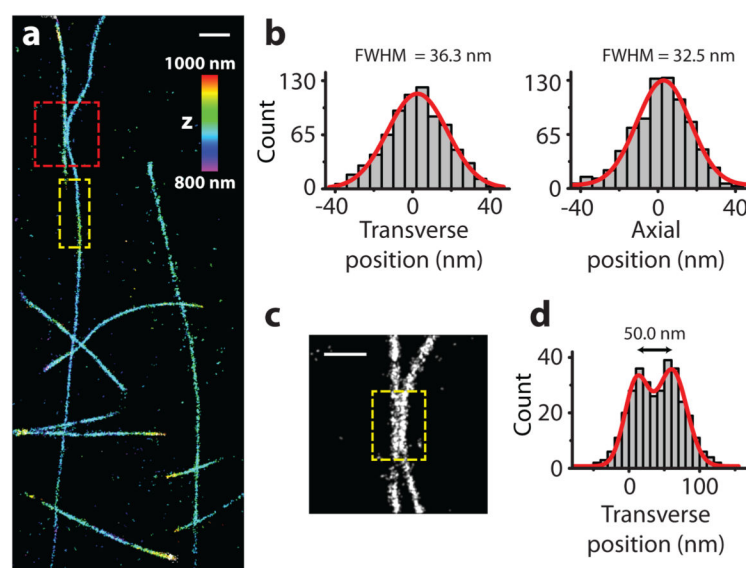 a
1000 nm
z
800 nm
b
FWHM = 36.3 nm
130
65
0
Count
-40 0 40
Transverse
position (nm)
FWHM = 32.5 nm
130
65
0
-40 0 40
Axial
position (nm)
c
d
50.0 nm
40
20
0
Count
0 100
Transverse
position (nm)